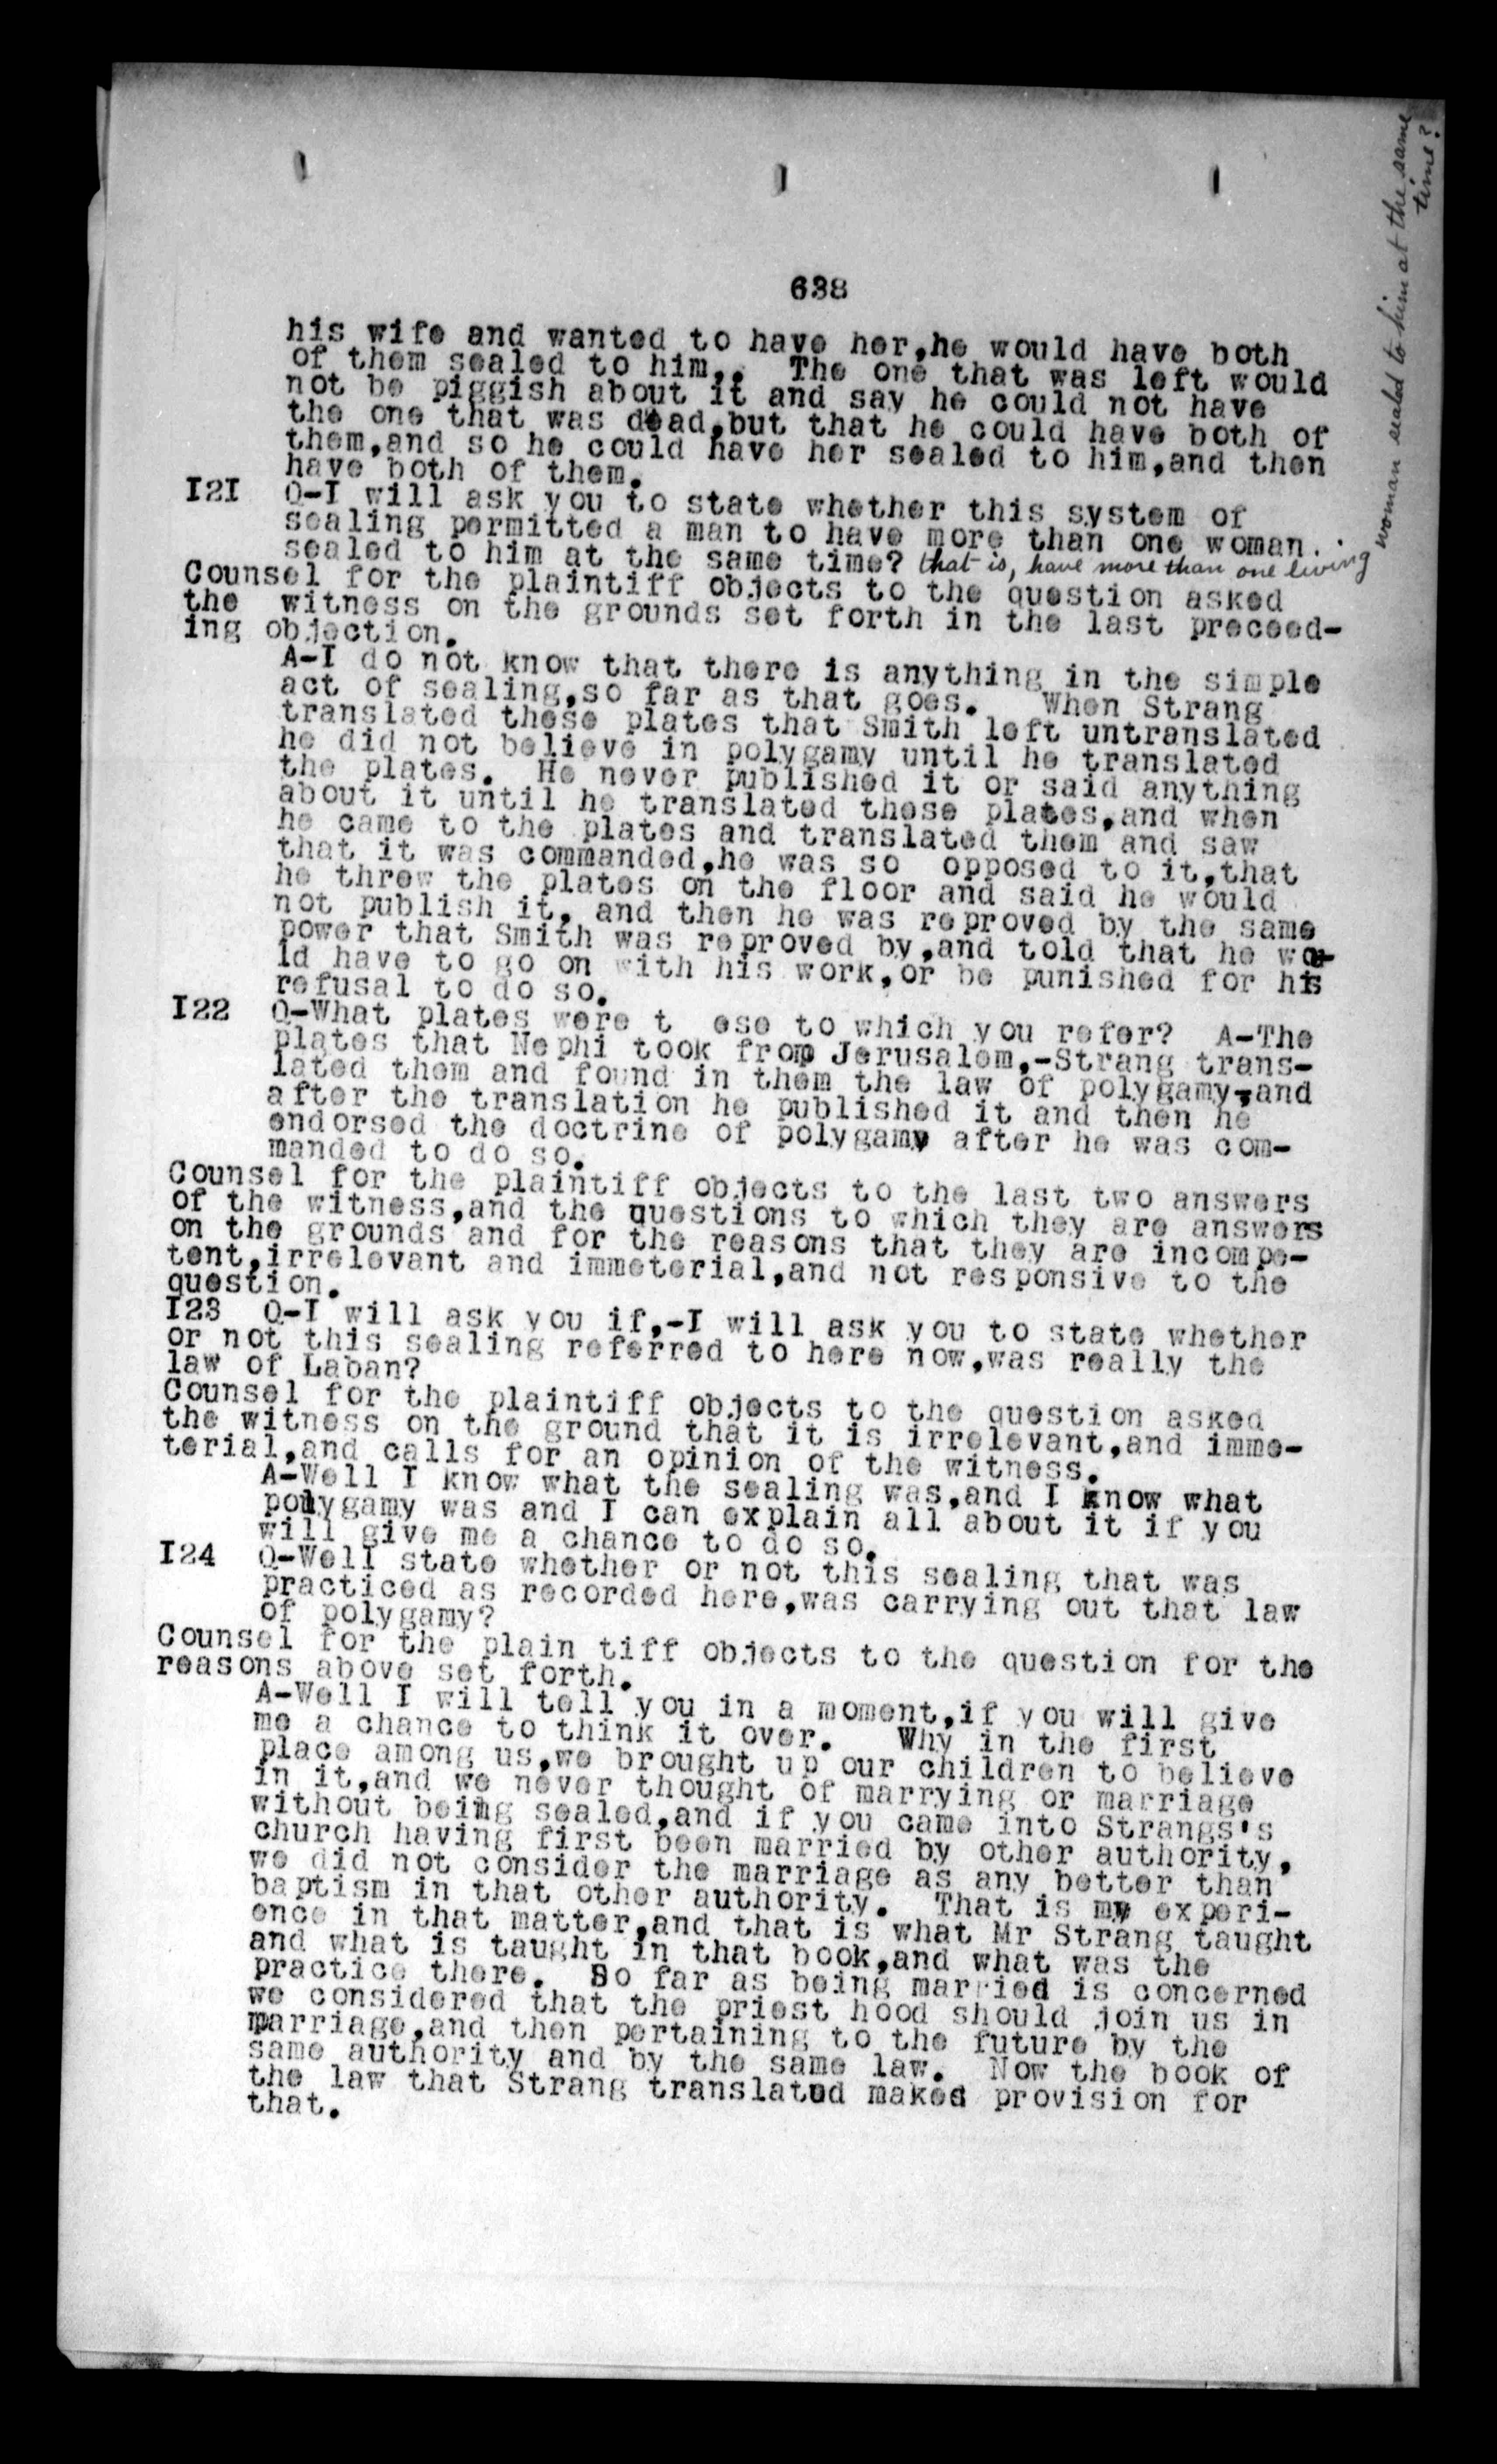 638
his wife and wanted to have her,he would have both
of them sealed to him,. The one that was left would
not be piggish about it and say he could not have
the one that was dead,but that he could have both of
them,and so he could have her sealed to him,and then
have both of them.
I2I Q-I will ask you to state whether this system of
sealing permitted a man to have more than one woman.
sealed to him at the same time? that is, have more than one living
woman sealed to him at the same
time?
Counsel for the plaintiff objects to the question asked
the witness on the grounds set forth in the last preceed-
ing objection.
A-I do not know that there is anything in the simple
act of sealing,so far as that goes. When Strang
translated these plates that Smith left untranslated
he did not believe in polygamy until he translated
the plates. He never published it or said anything
about it until he translated these plates,and when
he came to the plates and translated them and saw
that it was commanded,he was so opposed to it,that
he threw the plates on the floor and said he would
not publish it, and then he was reproved by the same
power that Smith was reproved by,and told that he wou-
ld have to go on with his work,or be punished for his
refusal to do so.
I22 Q-What plates were t ese to which you refer? A-The
plates that Nephi took from Jerusalem,-Strang trans-
lated them and found in them the law of polygamy,and
after the translation he published it and then he
endorsed the doctrine of polygamy after he was com-
manded to do so.
Counsel for the plaintiff objects to the last two answers
of the witness,and the questions to which they are answers
on the grounds and for the reasons that they are incompe-
tent,irrelevant and immeterial,and not responsive to the
question.
I23 Q-I will ask you if,-I will ask you to state whether
or not this sealing referred to here now,was really the
law of Laban?
Counsel for the plaintiff objects to the question asked
the witness on the ground that it is irrelevant,and imme-
terial,and calls for an opinion of the witness.
A-Well I know what the sealing was,and I know what
polygamy was and I can explain all about it if you
will give me a chance to do so.
I24 Q-Well state whether or not this sealing that was
practiced as recorded here,was carrying out that law
of polygamy?
Counsel for the plain tiff objects to the question for the
reasons above set forth.
A-Well I will tell you in a moment,if you will give
me a chance to think it over. Why in the first
place among us,we brought up our children to believe
in it,and we never thought of marrying or marriage
without being sealed,and if you came into Strangs's
church having first been married by other authority,
we did not consider the marriage as any better than
baptism in that other authority. That is my experi-
ence in that matter,and that is what Mr Strang taught
and what is taught in that book,and what was the
practice there. So far as being married is concerned
we considered that the priest hood should join us in
marriage,and then pertaining to the future by the
same authority and by the same law. Now the book of
the law that Strang translated makes provision for
that.